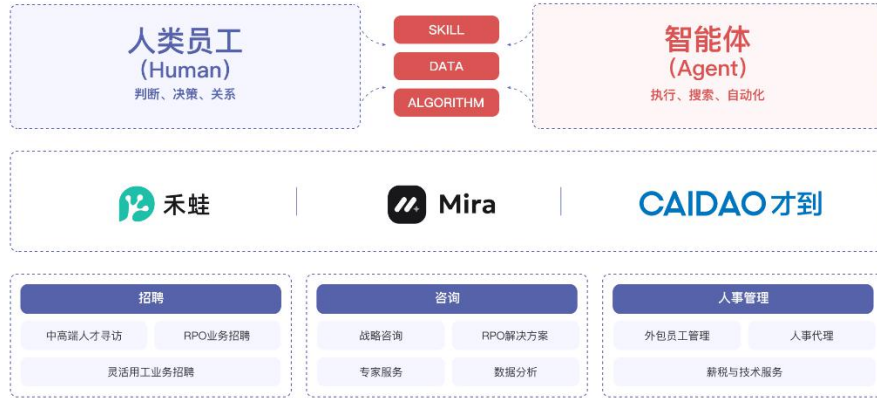 人类员工
(Human)
判断、决策、关系
SKILL
DATA
ALGORITHM
智能体
(Agent)
执行、搜索、自动化
禾蛙
Mira
CAIDAO才到
招聘
中高端人才寻访
RPO业务招聘
灵活用工业务招聘
咨询
战略咨询
RPO解决方案
专家服务
数据分析
人事管理
外包员工管理
人事代理
薪税与技术服务